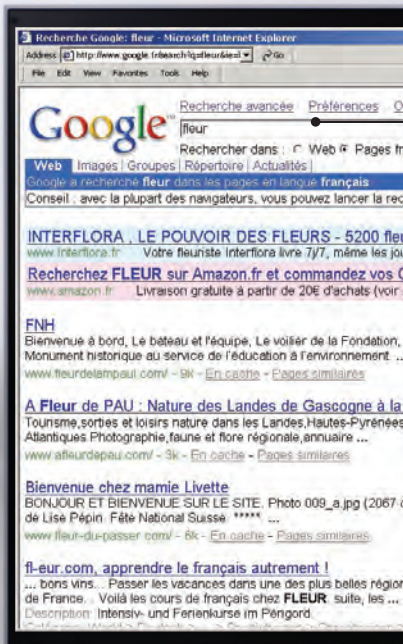 Recherche Google: fleur - Microsoft Internet Explorer
Address http://www.google.fr/search?q=fleur&ie= Go
File Edit View Favorites Tools Help
Google™ Recherche avancée Préférences O
fleur
Rechercher dans : Web Pages fr
Web Images Groupes Répertoire Actualités
Google a recherché fleur dans les pages en langue français
Conseil : avec la plupart des navigateurs, vous pouvez lancer la rec
INTERFLORA , LE POUVOIR DES FLEURS - 5200 fleu
www.interflora.fr Votre fleuriste Interflora livre 7j/7, même les jou
Recherchez FLEUR sur Amazon.fr et commandez vos C
www.amazon.fr Livraison gratuite à partir de 20€ d'achats (voir
FNH
Bienvenue à bord, Le bateau et l'équipe, Le voilier de la Fondation,
Monument historique au service de l'éducation à l'environnement. ...
www.fleurdelampaul.com/ - 9k - En cache - Pages similaires
A Fleur de PAU : Nature des Landes de Gascogne à la
Tourisme,sorties et loisirs nature dans les Landes,Hautes-Pyrénées
Atlantiques Photographie,faune et flore régionale,annuaire ...
www.afleurdepau.com/ - 3k - En cache - Pages similaires
Bienvenue chez mamie Livette
BONJOUR ET BIENVENUE SUR LE SITE. Photo 009_a.jpg (2067
de Lise Pépin. Fête National Suisse. ***** ...
www.fleur-du-passer.com/ - 6k - En cache - Pages similaires
fl-eur.com, apprendre le français autrement !
... bons vins... Passer les vacances dans une des plus belles région
de France. . Voilà les cours de français chez FLEUR. suite, les ...
Description: Intensiv- und Ferienkurse im Périgord.